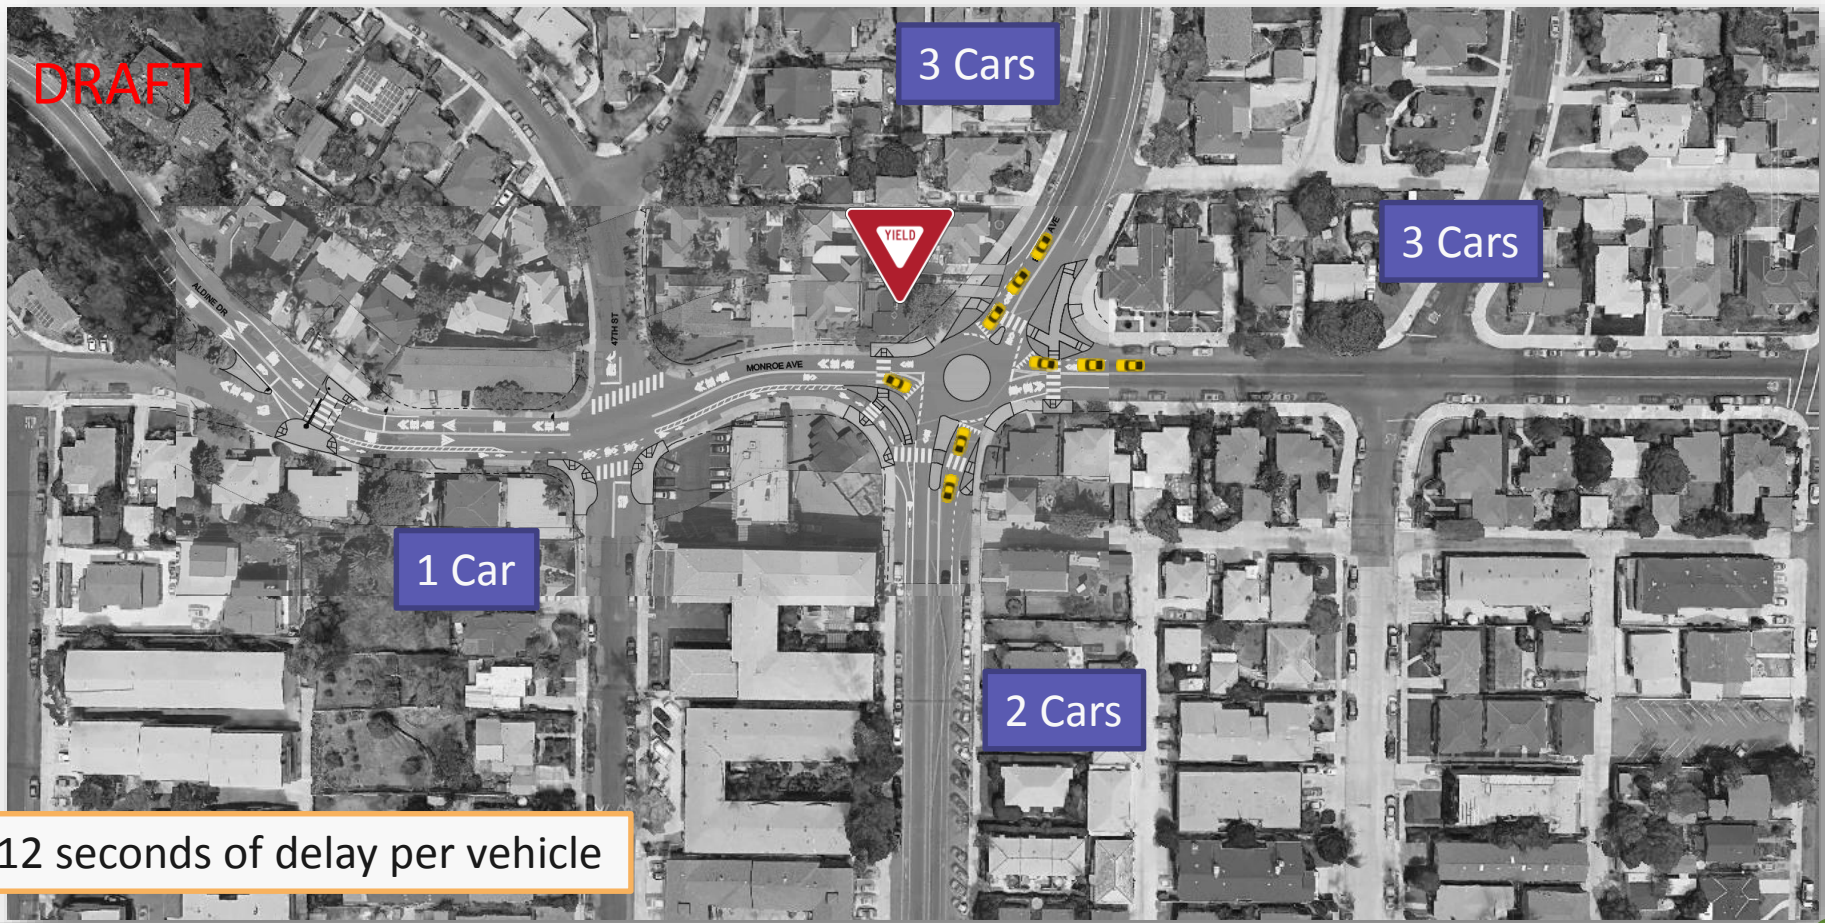 DRAFT
3 Cars
YIELD
3 Cars
AVE
ALDINE DR
47TH ST
MONROE AVE
1 Car
2 Cars
12 seconds of delay per vehicle